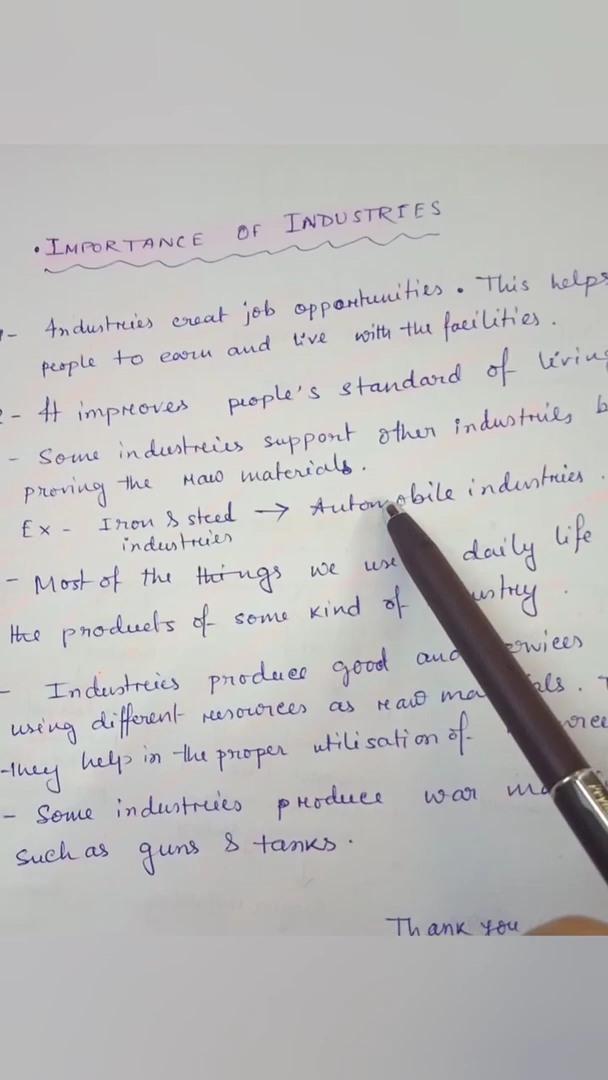 • IMPORTANCE OF INDUSTRIES
- Industries creat job opportunities. This helps
people to earn and live with the facilities.
- It improves people's standard of living
- Some industries support other industries
proving the raw materials.
Ex - Iron & steel → Automobile industries.
industries
- Most of the things we use daily life
the products of some kind of
- Industries produce good and
using different resources as raw
they help in the proper utilisation of
- Some industries produce war
such as guns & tanks.
Thank you